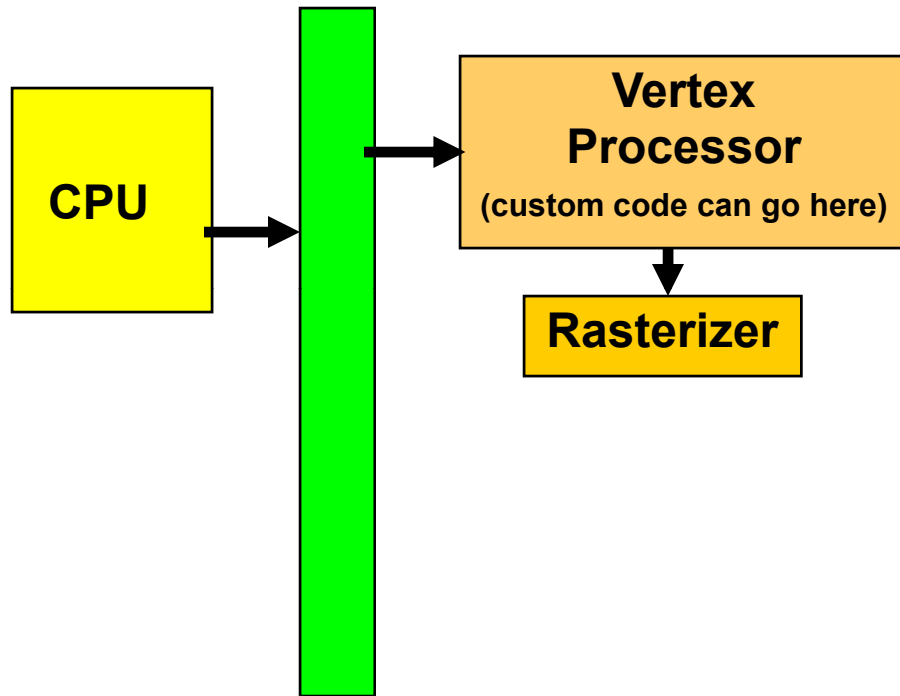 CPU
Vertex
Processor
(custom code can go here)
Rasterizer